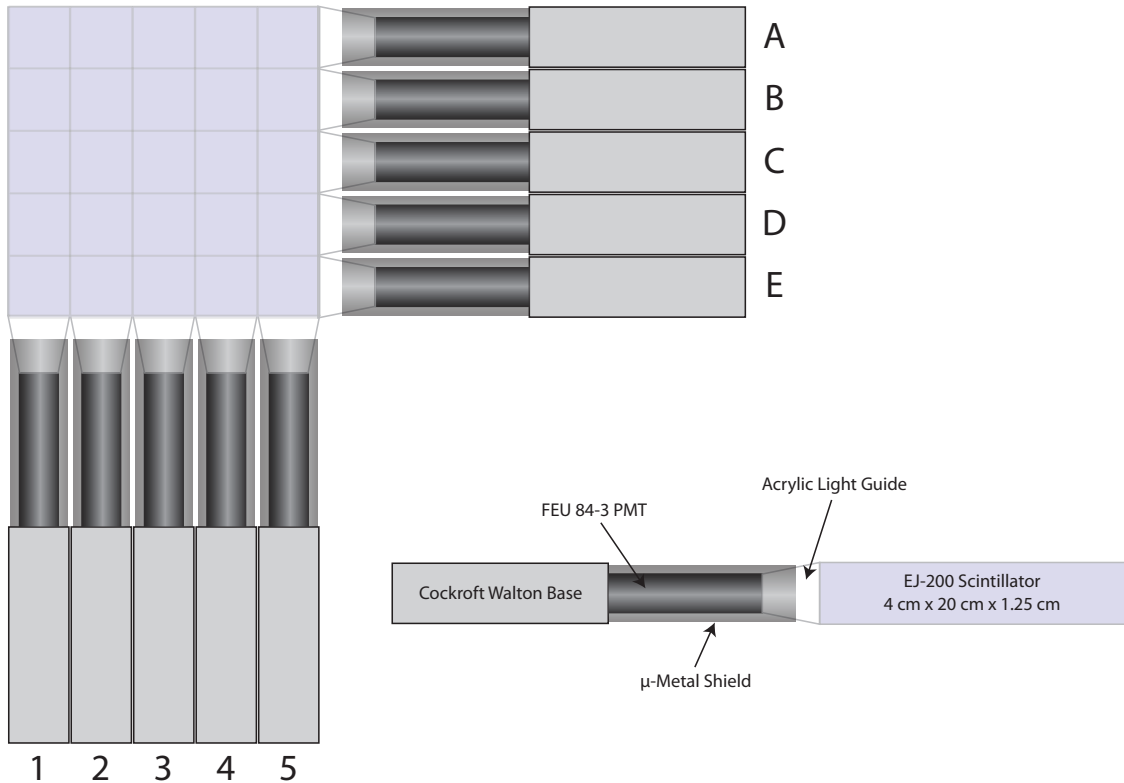 A
B
C
D
E
Acrylic Light Guide
FEU 84-3 PMT
Cockroft Walton Base
EJ-200 Scintillator
4 cm x 20 cm x 1.25 cm
μ-Metal Shield
1 2 3 4 5